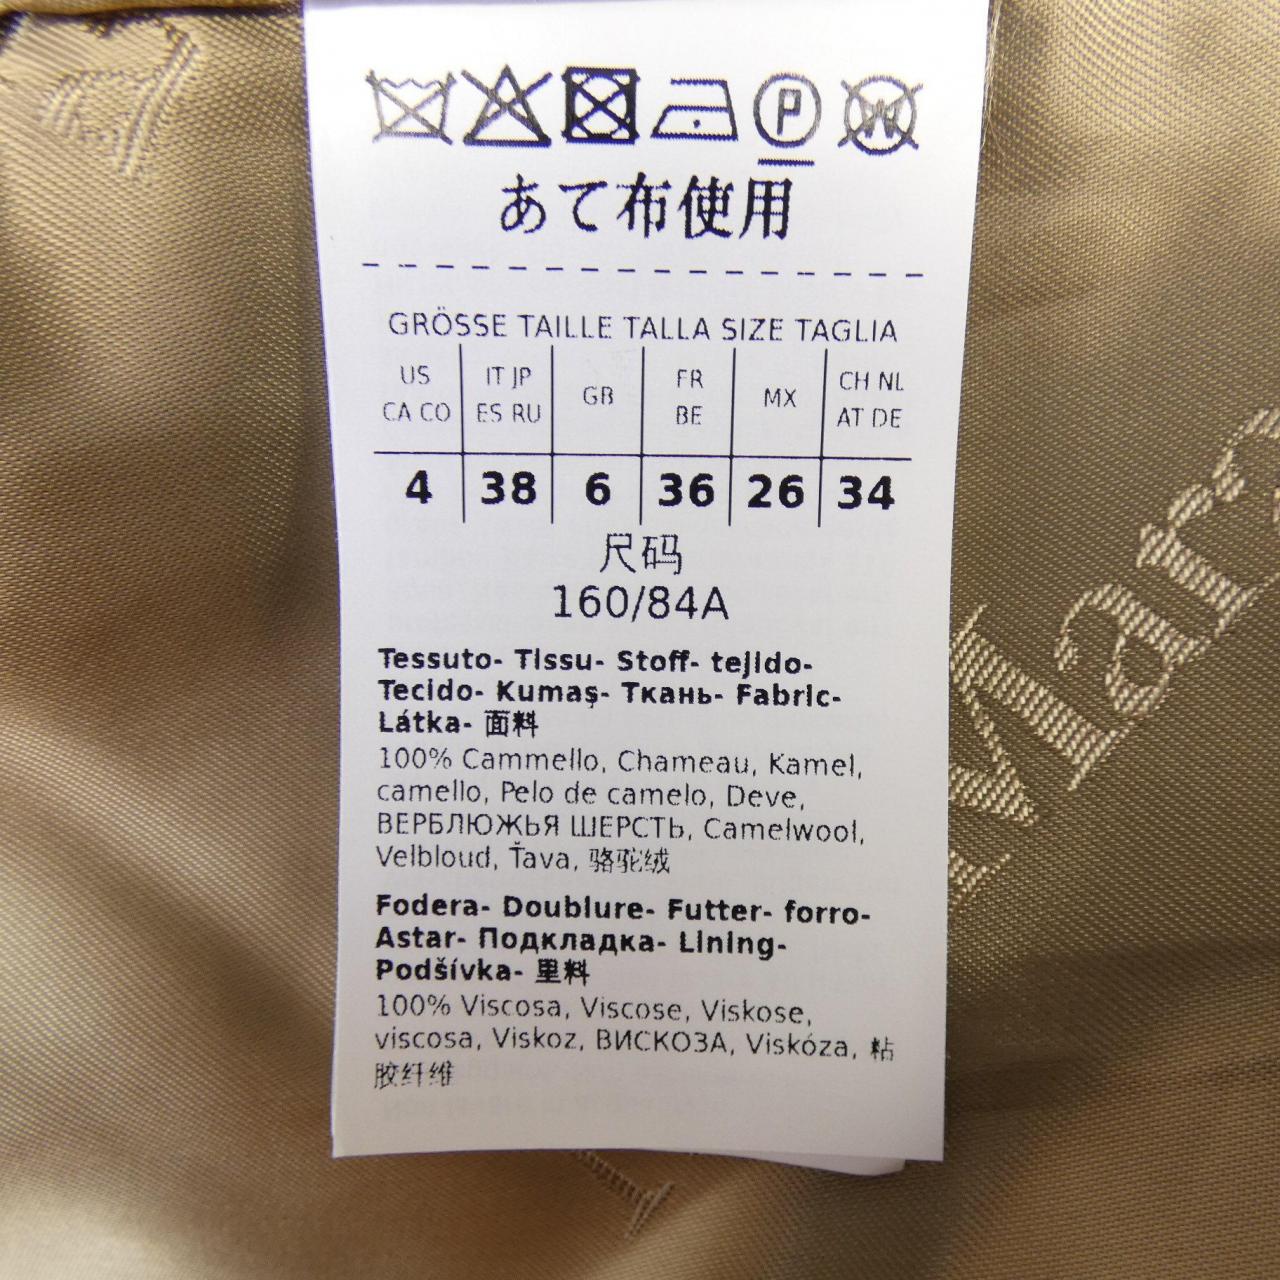 P W
あて布使用
GRÖSSE TAILLE TALLA SIZE TAGLIA
US CA CO | IT JP ES RU | GB | FR BE | MX | CH NL AT DE
4 38 6 36 26 34
尺码
160/84A
Tessuto- Tissu- Stoff- tejido-
Tecido- Kumaş- Ткань- Fabric-
Látka- 面料
100% Cammello, Chameau, Kamel,
camello, Pelo de camelo, Deve,
ВЕРБЛЮЖЬЯ ШЕРСТЬ, Camelwool,
Velbloud, Ťava, 骆驼绒
Fodera- Doublure- Futter- forro-
Astar- Подкладка- Lining-
Podšívka- 里料
100% Viscosa, Viscose, Viskose,
viscosa, Viskoz, ВИСКОЗА, Viskóza, 粘
胶纤维
Mara